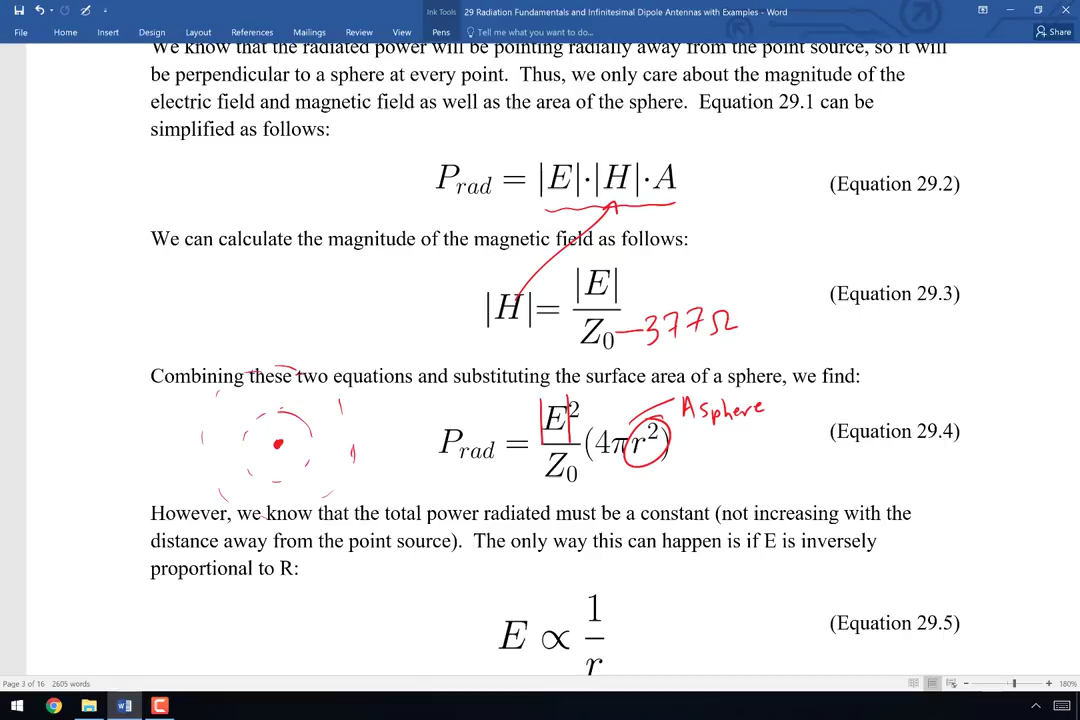 Ink Tools
29 Radiation Fundamentals and Infinitesimal Dipole Antennas with Examples - Word
File Home Insert Design Layout References Mailings Review View Pens Tell me what you want to do... Share
We know that the radiated power will be pointing radially away from the point source, so it will
be perpendicular to a sphere at every point. Thus, we only care about the magnitude of the
electric field and magnetic field as well as the area of the sphere. Equation 29.1 can be
simplified as follows:
P_rad = |E|·|H|·A (Equation 29.2)
We can calculate the magnitude of the magnetic field as follows:
|H| = |E| / Z_0 (Equation 29.3)
377Ω
Combining these two equations and substituting the surface area of a sphere, we find:
A sphere
P_rad = |E|² / Z_0 (4πr²) (Equation 29.4)
However, we know that the total power radiated must be a constant (not increasing with the
distance away from the point source). The only way this can happen is if E is inversely
proportional to R:
E ∝ 1 / r (Equation 29.5)
Page 3 of 16 2605 words 180%